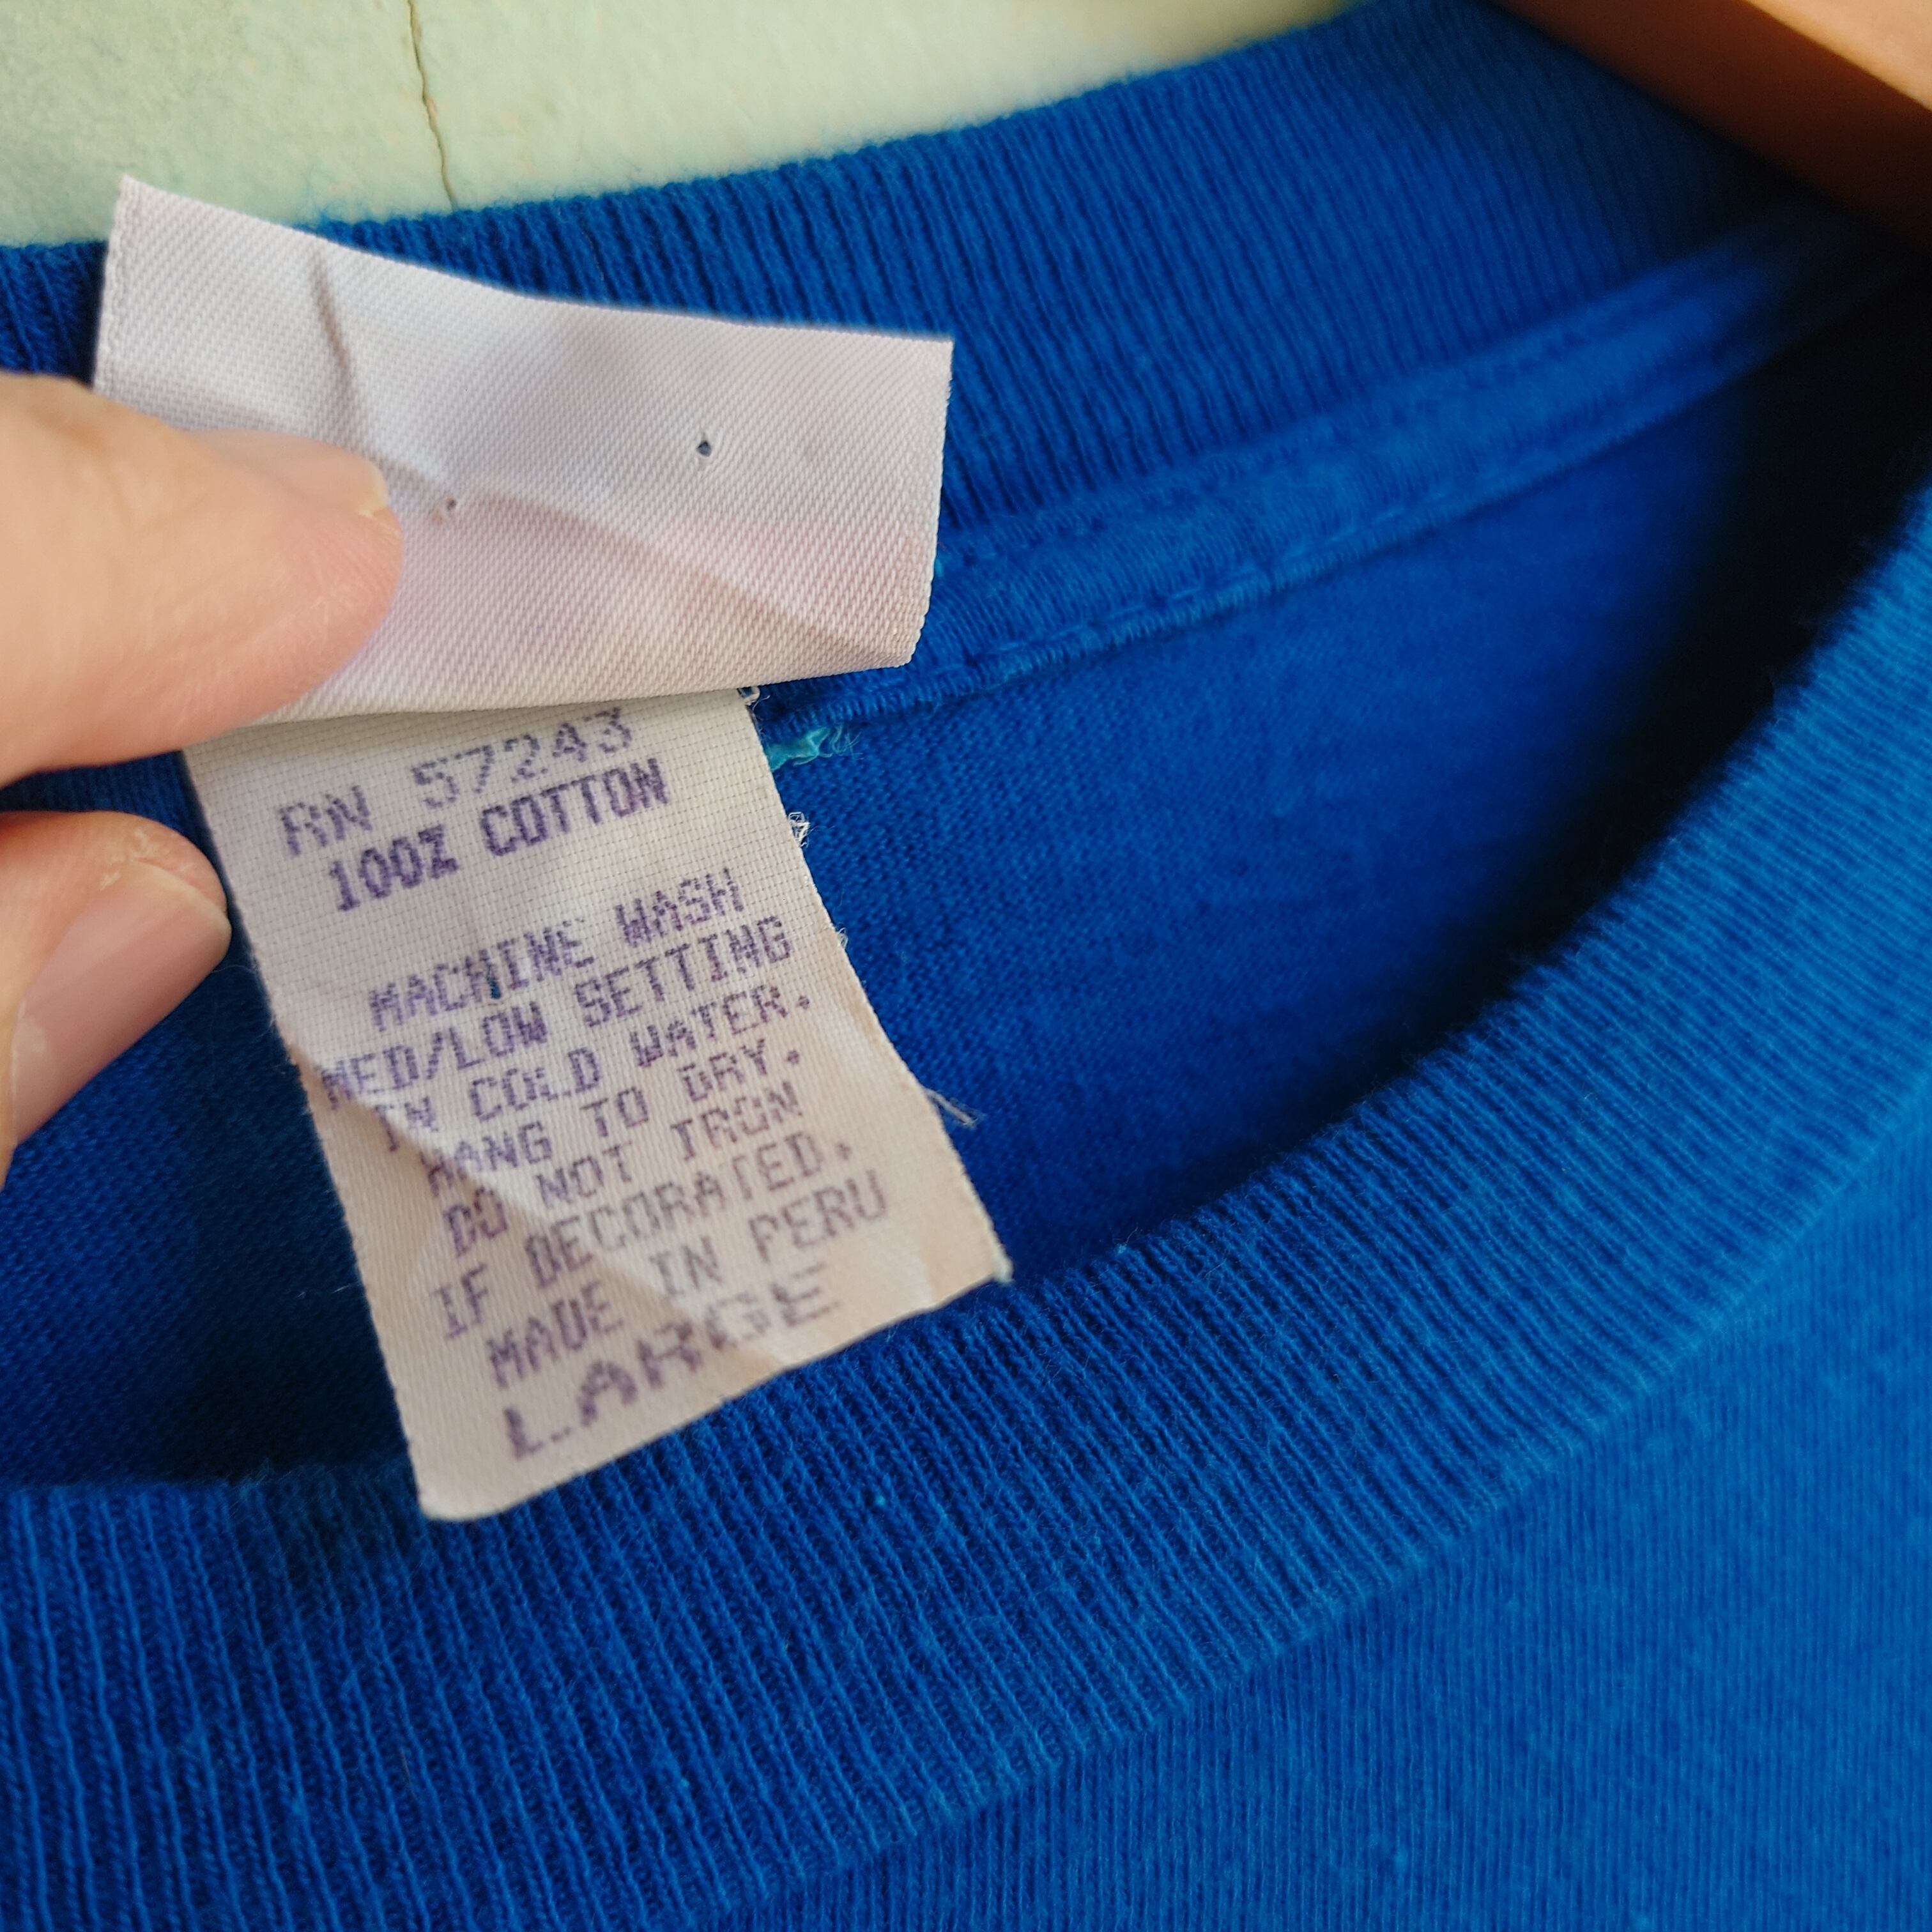 RN 57243
100% COTTON
MACHINE WASH
MED/LOW SETTING
IN COLD WATER.
HANG TO DRY.
DO NOT IRON
IF DECORATED.
MADE IN PERU
LARGE